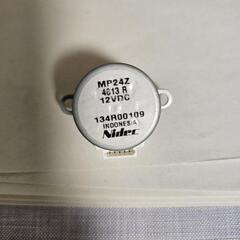 MP24Z
4013 R
12VDC
134R00109
INDONESIA
Nidec